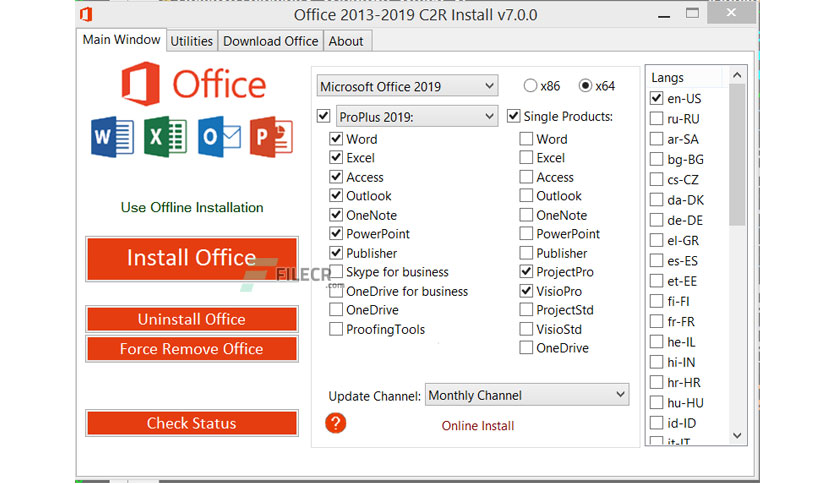 Office 2013-2019 C2R Install v7.0.0
Main Window
Utilities
Download Office
About
Office
W
X
O
P
Use Offline Installation
Install Office
FILECR
.com
Uninstall Office
Force Remove Office
Check Status
Microsoft Office 2019
x86
x64
ProPlus 2019:
Word
Excel
Access
Outlook
OneNote
PowerPoint
Publisher
Skype for business
OneDrive for business
OneDrive
ProofingTools
Single Products:
Word
Excel
Access
Outlook
OneNote
PowerPoint
Publisher
ProjectPro
VisioPro
ProjectStd
VisioStd
OneDrive
Update Channel:
Monthly Channel
?
Online Install
Langs
en-US
ru-RU
ar-SA
bg-BG
cs-CZ
da-DK
de-DE
el-GR
es-ES
et-EE
fi-FI
fr-FR
he-IL
hi-IN
hr-HR
hu-HU
id-ID
it-IT